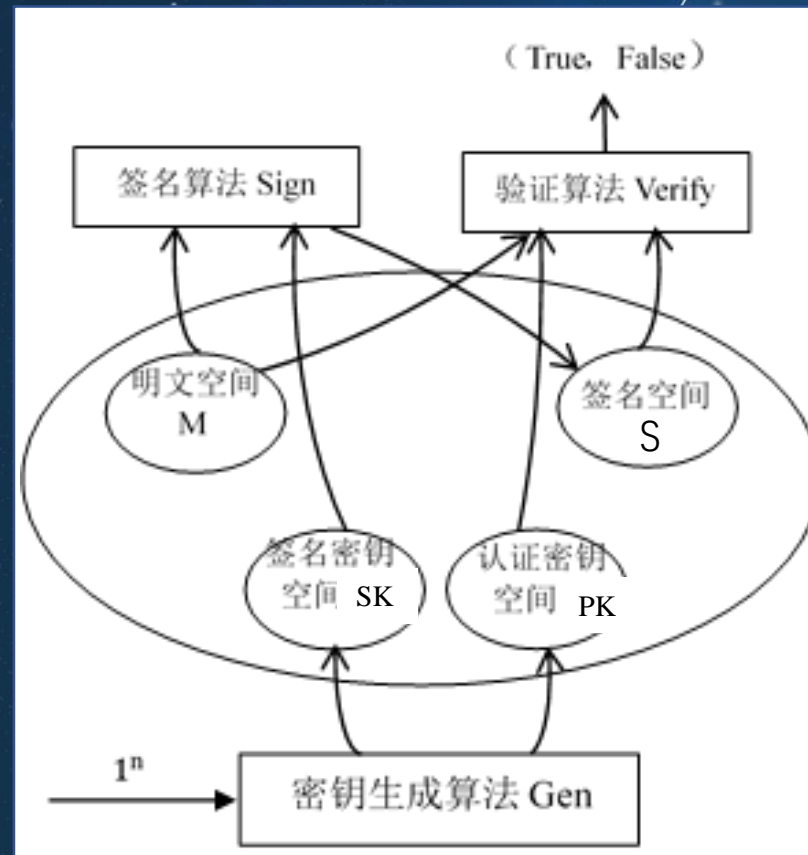 （True， False）
签名算法 Sign
验证算法 Verify
明文空间
M
签名空间
S
签名密钥
空间 SK
认证密钥
空间 PK
1ⁿ
密钥生成算法 Gen